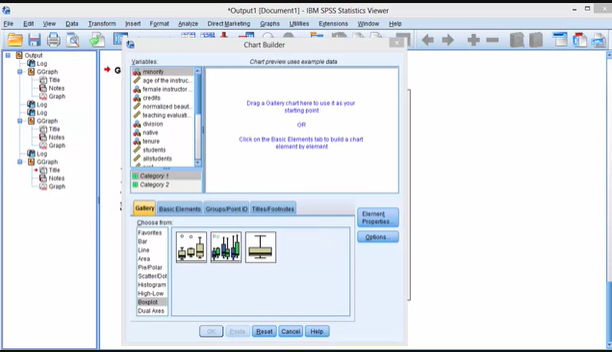 *Output1 [Document1] - IBM SPSS Statistics Viewer
File Edit View Data Transform Insert Format Analyze Direct Marketing Graphs Utilities Extensions Window Help
Output
Log
GGraph
Title
Notes
Graph
Log
Log
GGraph
Title
Notes
Graph
Log
GGraph
Title
Notes
Graph
Chart Builder
Variables:
minority
age of the instruc...
female instructor...
credits
normalized beaut...
teaching evaluati...
division
native
tenure
students
allstudents
Category 1
Category 2
Chart preview uses example data
Drag a Gallery chart here to use it as your
starting point
OR
Click on the Basic Elements tab to build a chart
element by element
Gallery Basic Elements Groups/Point ID Titles/Footnotes
Choose from:
Favorites
Bar
Line
Area
Pie/Polar
Scatter/Dot
Histogram
High-Low
Boxplot
Dual Axes
Element
Properties...
Options...
OK Paste Reset Cancel Help